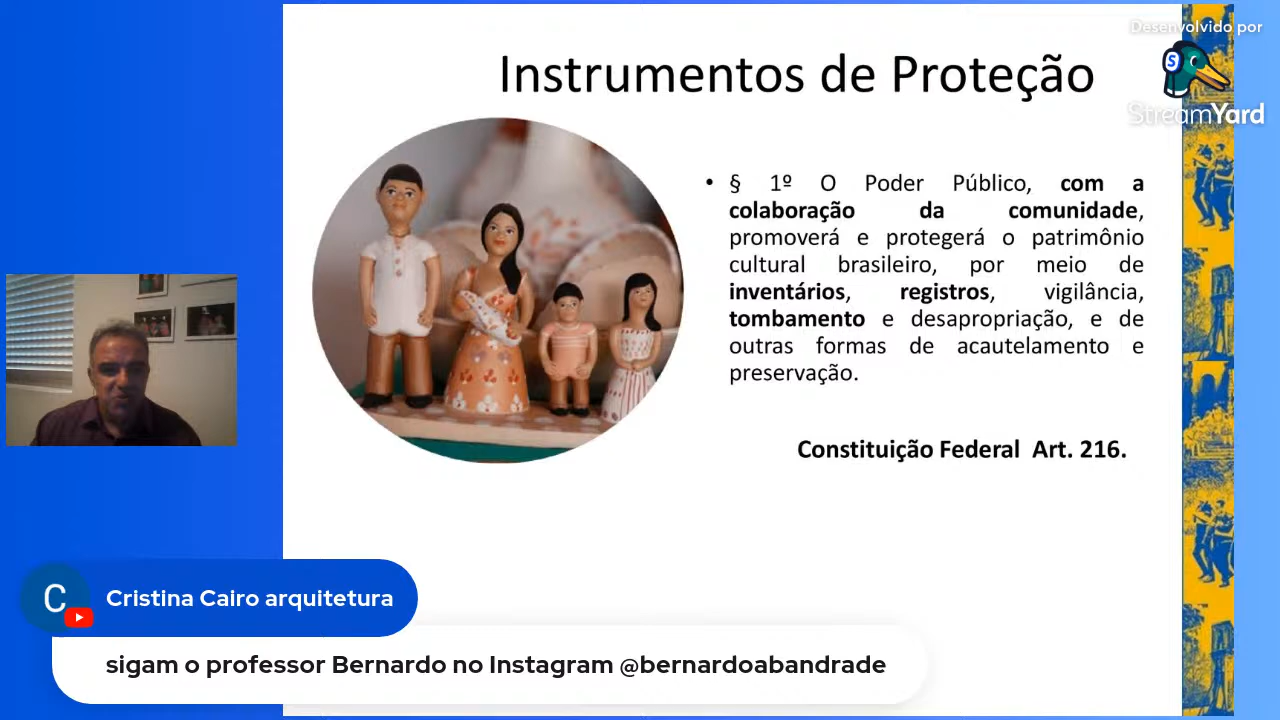 Desenvolvido por
S
StreamYard
Instrumentos de Proteção
• § 1º O Poder Público, com a
colaboração da comunidade,
promoverá e protegerá o patrimônio
cultural brasileiro, por meio de
inventários, registros, vigilância,
tombamento e desapropriação, e de
outras formas de acautelamento e
preservação.
Constituição Federal Art. 216.
C
Cristina Cairo arquitetura
sigam o professor Bernardo no Instagram @bernardoabandrade